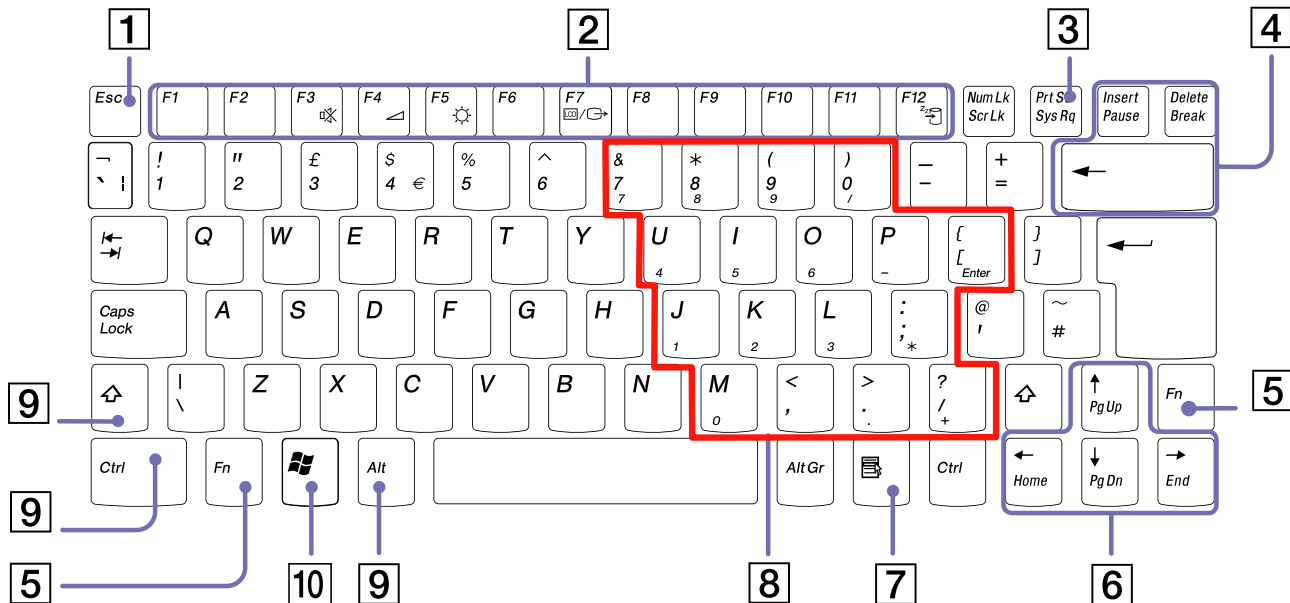 1 2 3 4
Esc F1 F2 F3 F4 F5 F6 F7 F8 F9 F10 F11 F12 Num Lk Prt Sc Insert Delete
LCD / Zzz Scr Lk Sys Rq Pause Break
¬ ! " £ $ % ^ & * ( ) _ +
` ¦ 1 2 3 4 € 5 6 7 8 9 0 - =
7 8 9 /
Q W E R T Y U I O P { }
[ ]
4 5 6 - Enter
Caps A S D F G H J K L : @ ~
Lock ; ' #
1 2 3 *
9 | Z X C V B N M < > ? ↑ Fn 5
\ , . / Pg Up
0 . +
Ctrl Fn Alt Alt Gr Ctrl ← ↓ →
Home Pg Dn End
9
5 10 9 8 7 6